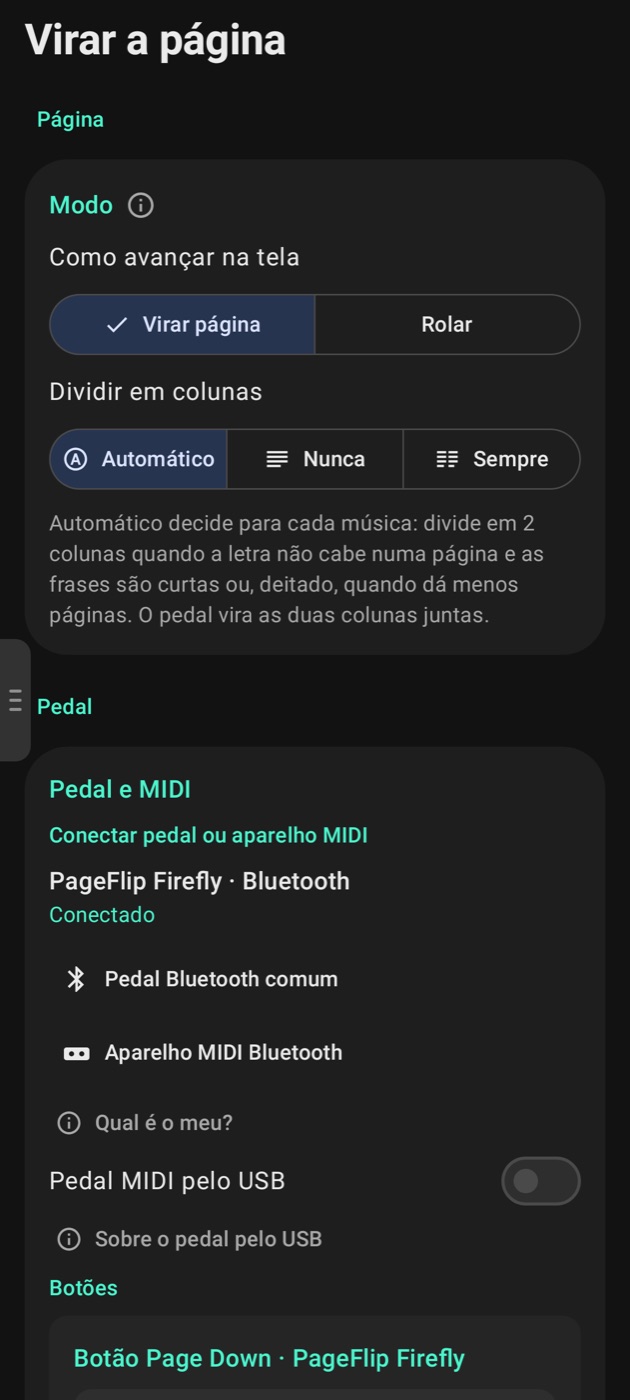 Virar a página
Página
Modo
Como avançar na tela
Virar página
Rolar
Dividir em colunas
Automático
Nunca
Sempre
Automático decide para cada música: divide em 2
colunas quando a letra não cabe numa página e as
frases são curtas ou, deitado, quando dá menos
páginas. O pedal vira as duas colunas juntas.
Pedal
Pedal e MIDI
Conectar pedal ou aparelho MIDI
PageFlip Firefly · Bluetooth
Conectado
Pedal Bluetooth comum
Aparelho MIDI Bluetooth
Qual é o meu?
Pedal MIDI pelo USB
Sobre o pedal pelo USB
Botões
Botão Page Down · PageFlip Firefly